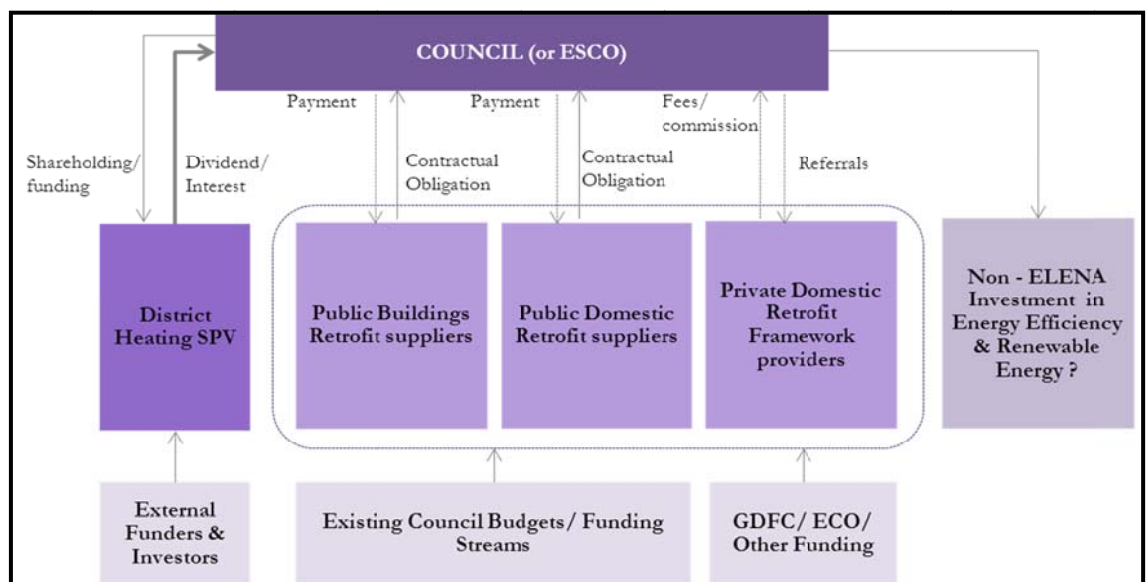 COUNCIL (or ESCO)
Payment
Payment
Fees/
commission
Shareholding/
funding
Dividend/
Interest
Contractual
Obligation
Contractual
Obligation
Referrals
District
Heating SPV
Public Buildings
Retrofit suppliers
Public Domestic
Retrofit suppliers
Private Domestic
Retrofit
Framework
providers
Non - ELENA
Investment in
Energy Efficiency
& Renewable
Energy ?
External
Funders &
Investors
Existing Council Budgets/ Funding
Streams
GDFC/ ECO/
Other Funding